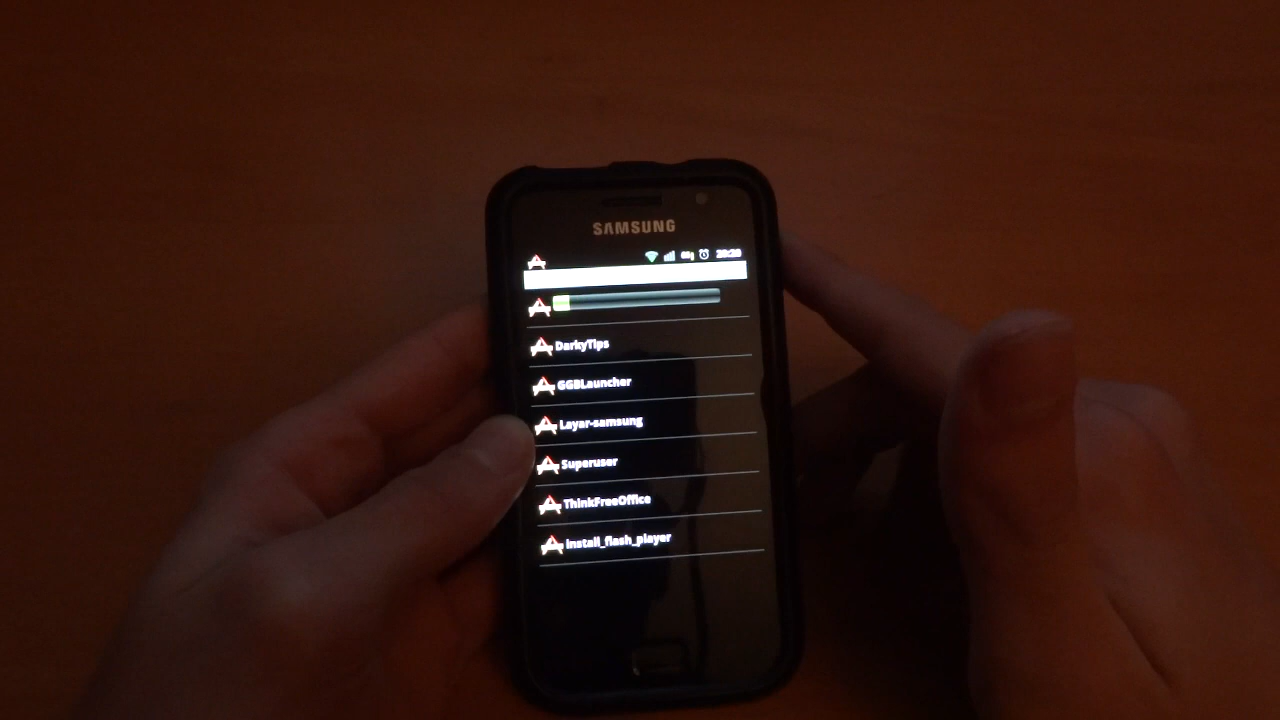 SAMSUNG
DarkyTips
GGBLauncher
Layar-samsung
Superuser
ThinkFreeOffice
install_flash_player